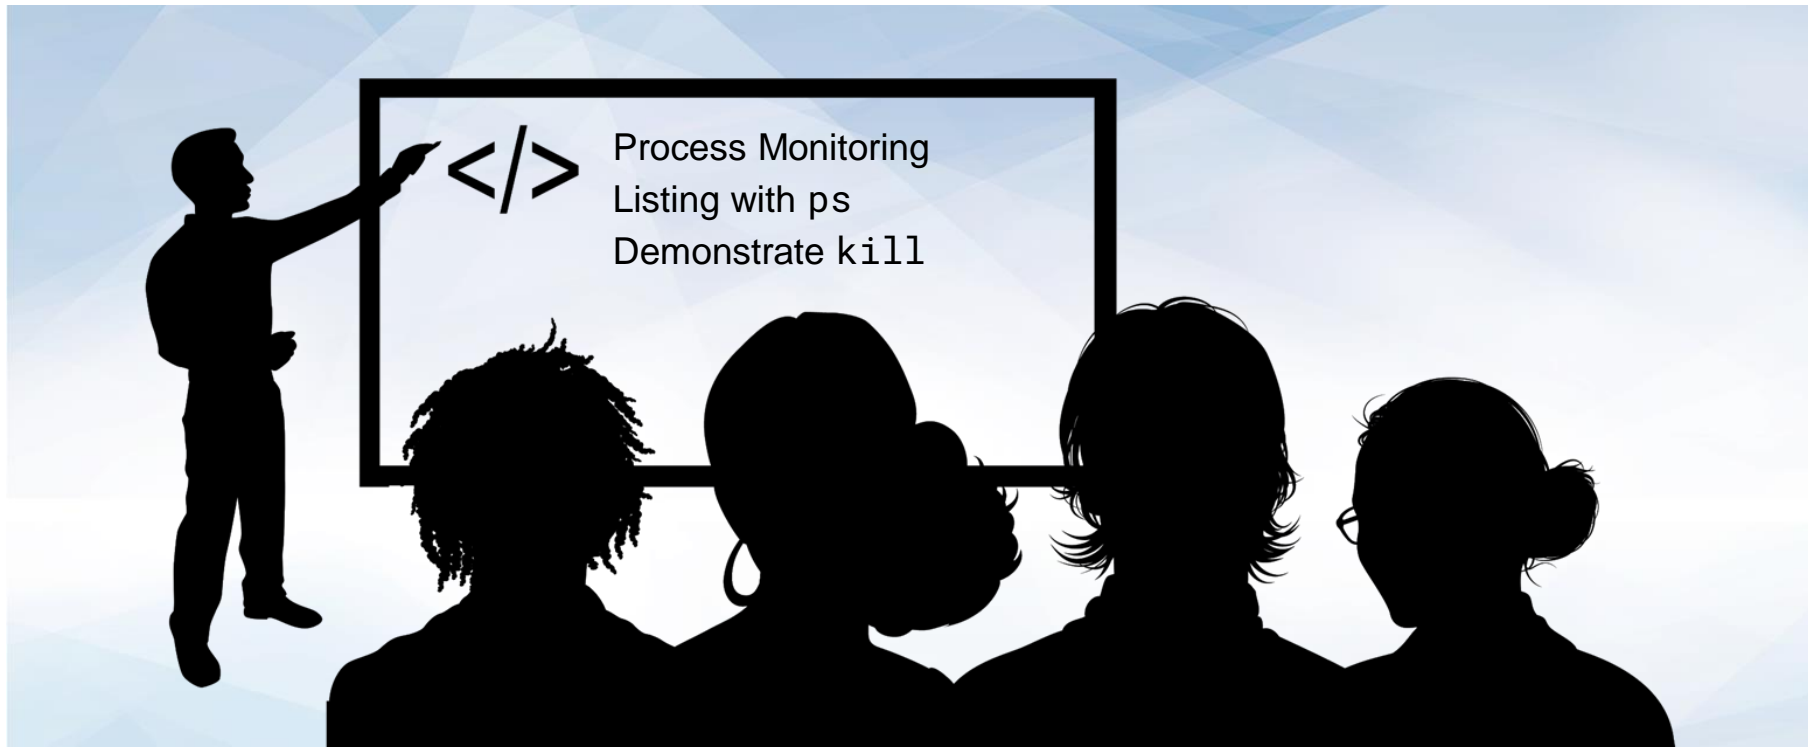 </>
Process Monitoring
Listing with ps
Demonstrate kill